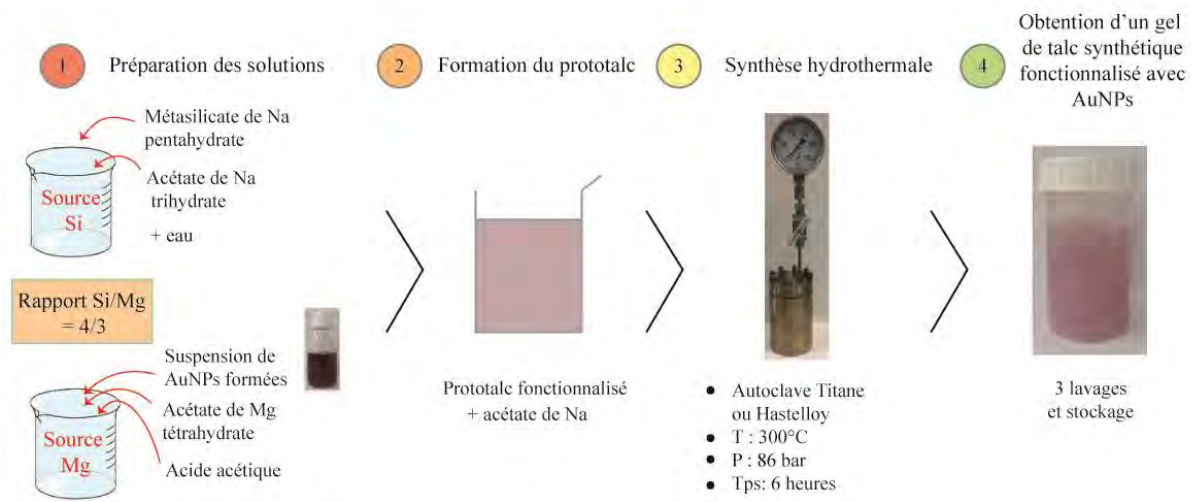 1
Préparation des solutions
Métasilicate de Na
pentahydrate
Acétate de Na
trihydrate
+ eau
Source
Si
Rapport Si/Mg
= 4/3
Suspension de
AuNPs formées
Acétate de Mg
tétrahydrate
Acide acétique
Source
Mg
2
Formation du prototalc
Prototalc fonctionnalisé
+ acétate de Na
3
Synthèse hydrothermale
• Autoclave Titane
ou Hastelloy
• T : 300°C
• P : 86 bar
• Tps: 6 heures
4
Obtention d'un gel
de talc synthétique
fonctionnalisé avec
AuNPs
3 lavages
et stockage